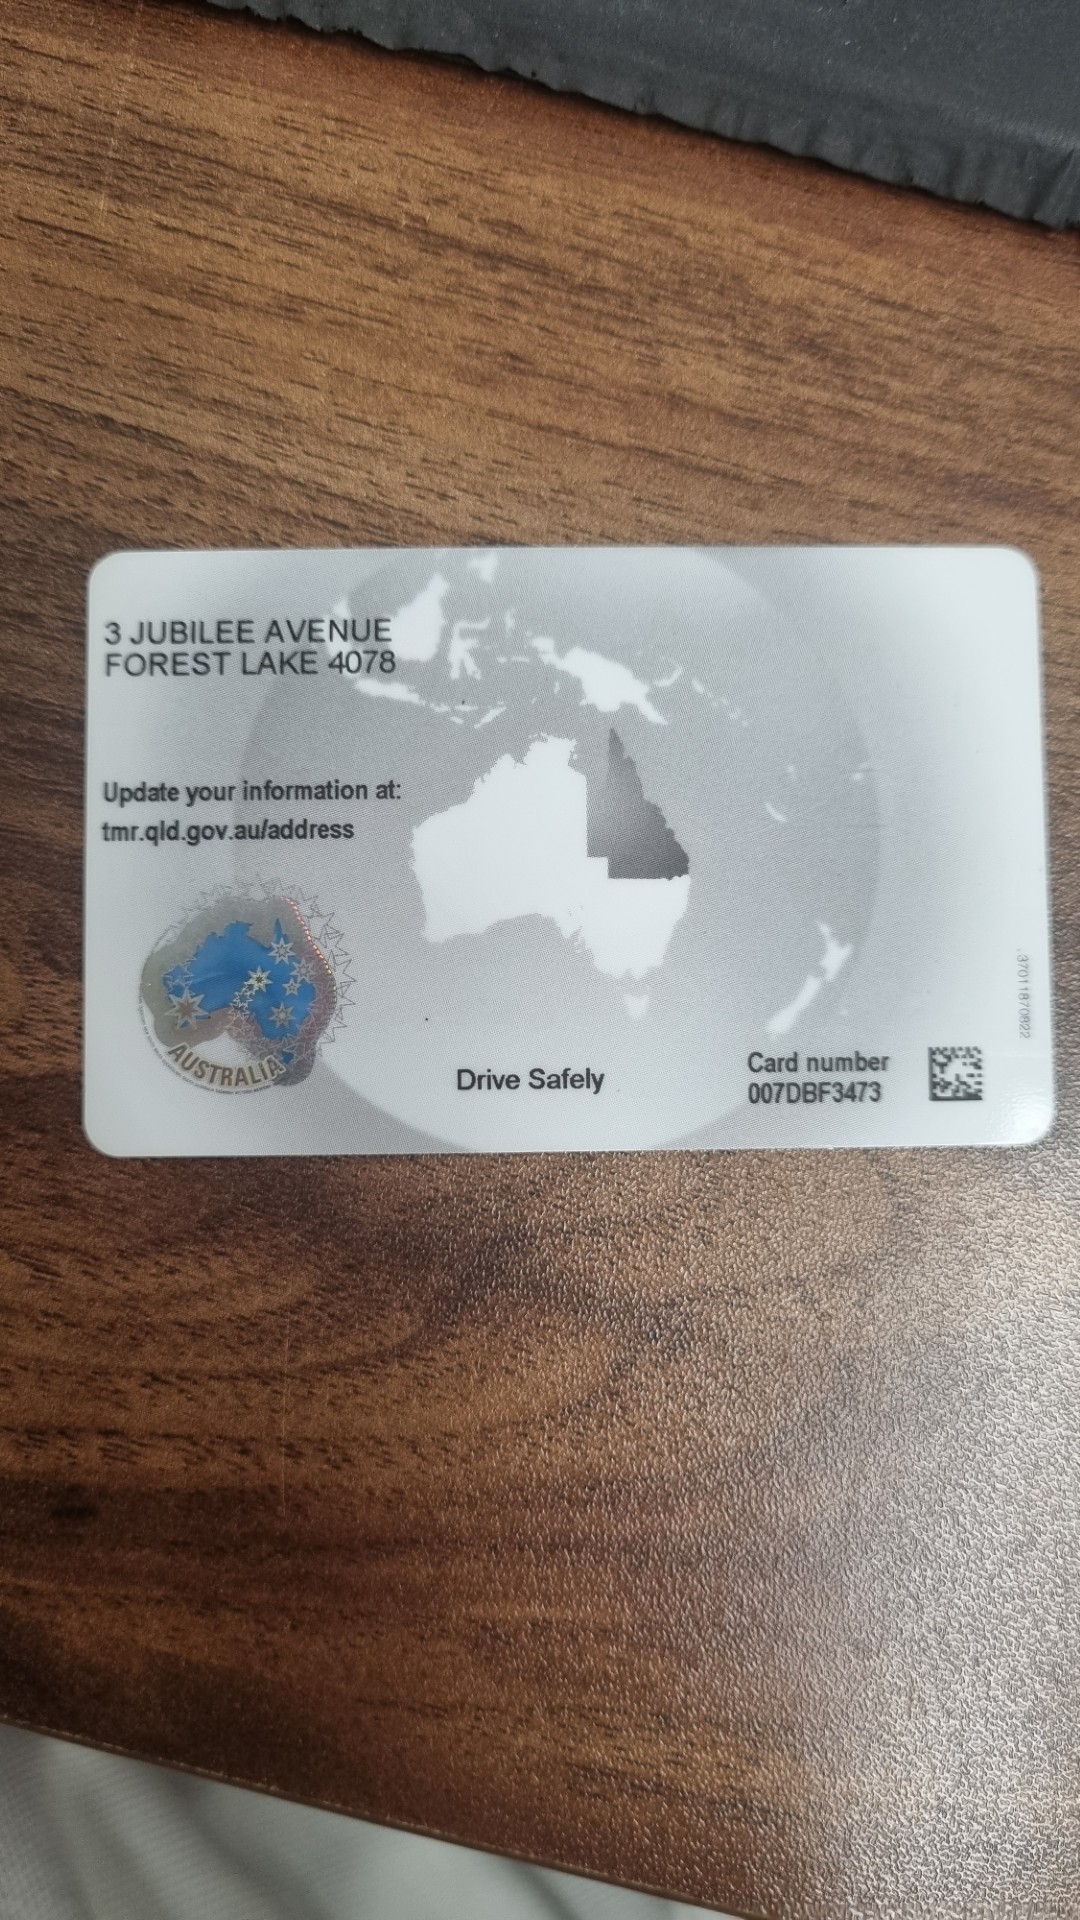 3 JUBILEE AVENUE
FOREST LAKE 4078
Update your information at:
tmr.qld.gov.au/address
AUSTRALIA
Drive Safely
Card number
007DBF3473
.37011870822